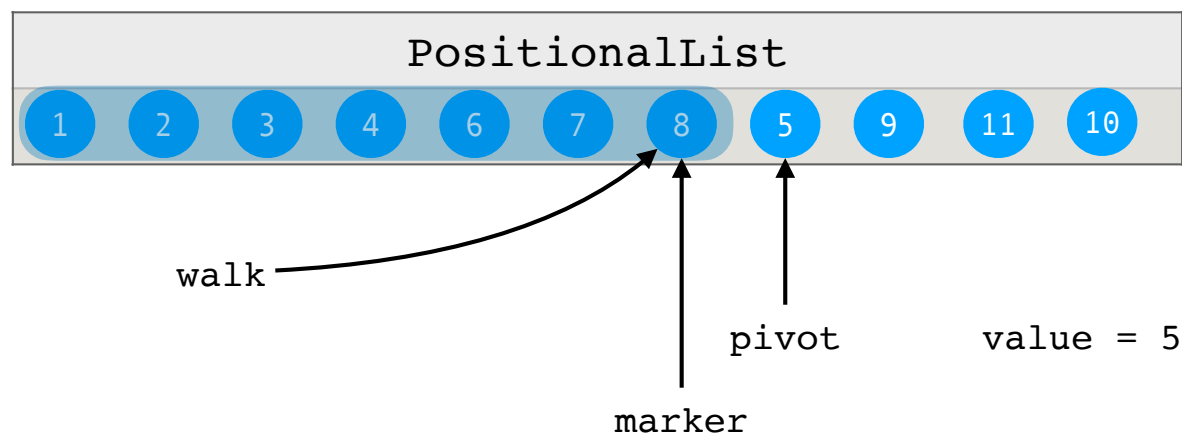 PositionalList
1 2 3 4 6 7 8 5 9 11 10
walk
pivot value = 5
marker